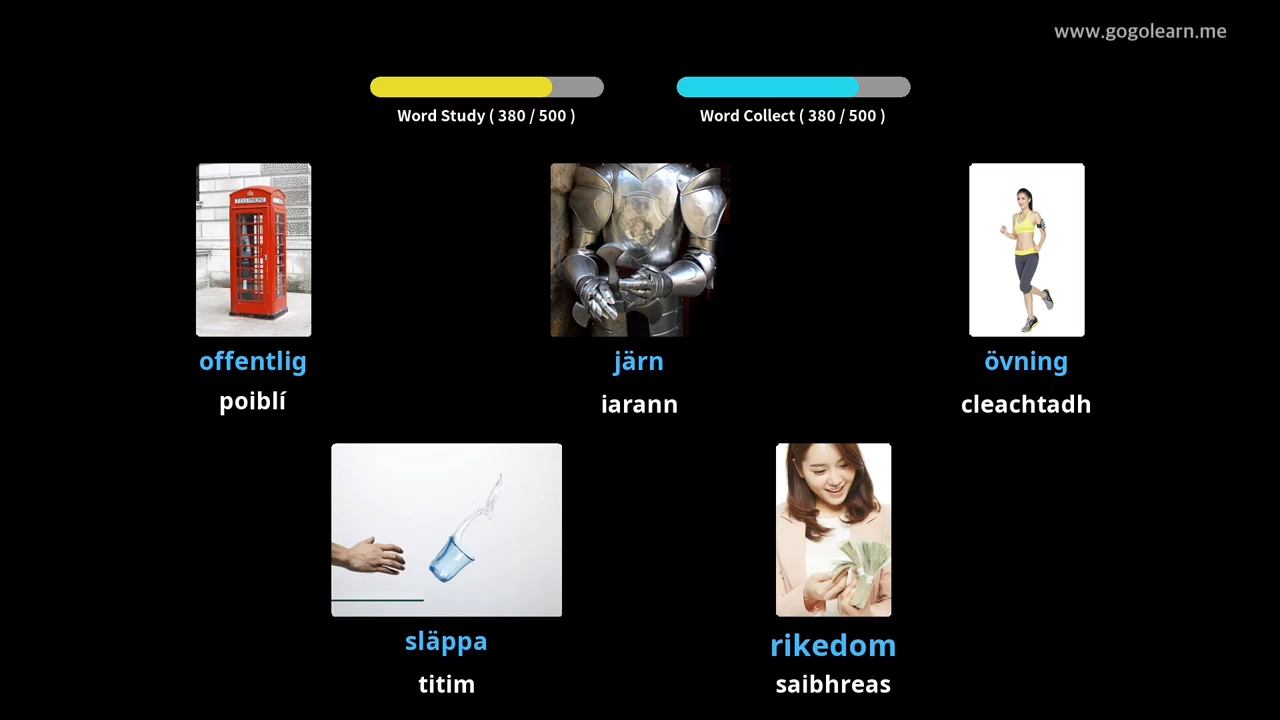 www.gogolearn.me
Word Study ( 380 / 500 )
Word Collect ( 380 / 500 )
TELEPHONE
offentlig
järn
övning
poiblí
iarann
cleachtadh
släppa
rikedom
titim
saibhreas